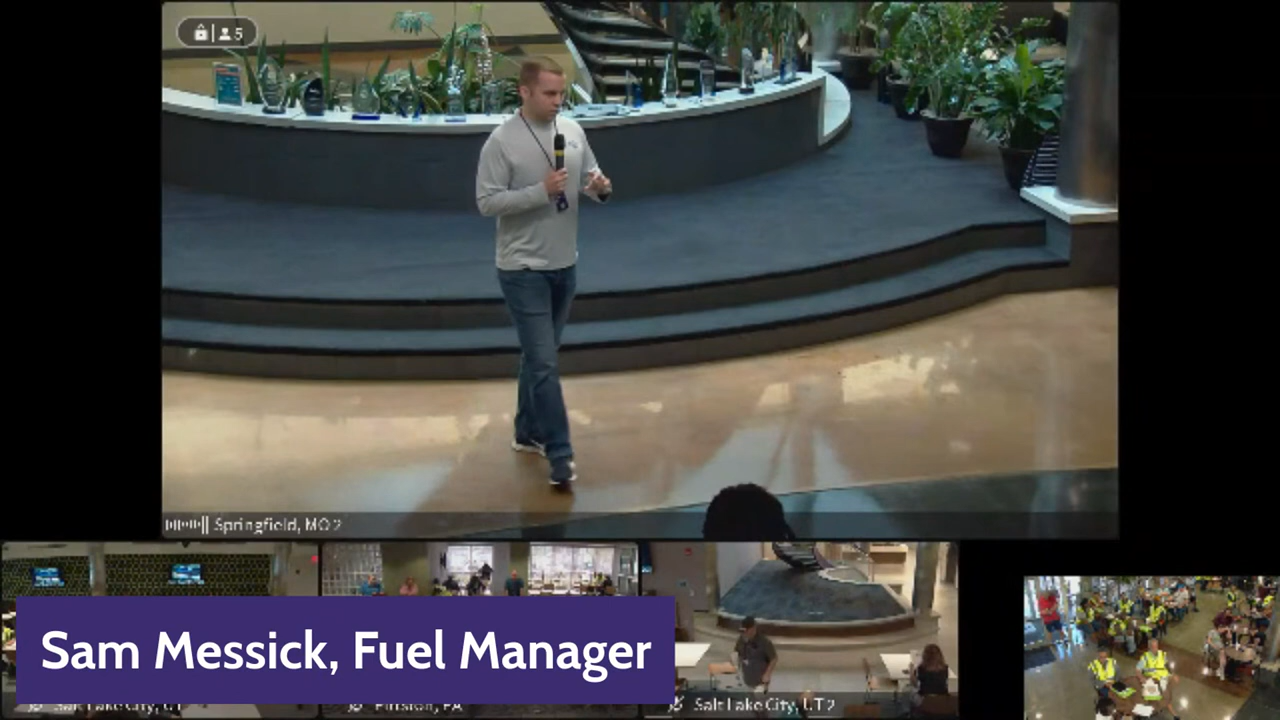 5
Springfield, MO 2
Sam Messick, Fuel Manager
Salt Lake City, UT
Pittston, PA
Salt Lake City, UT 2